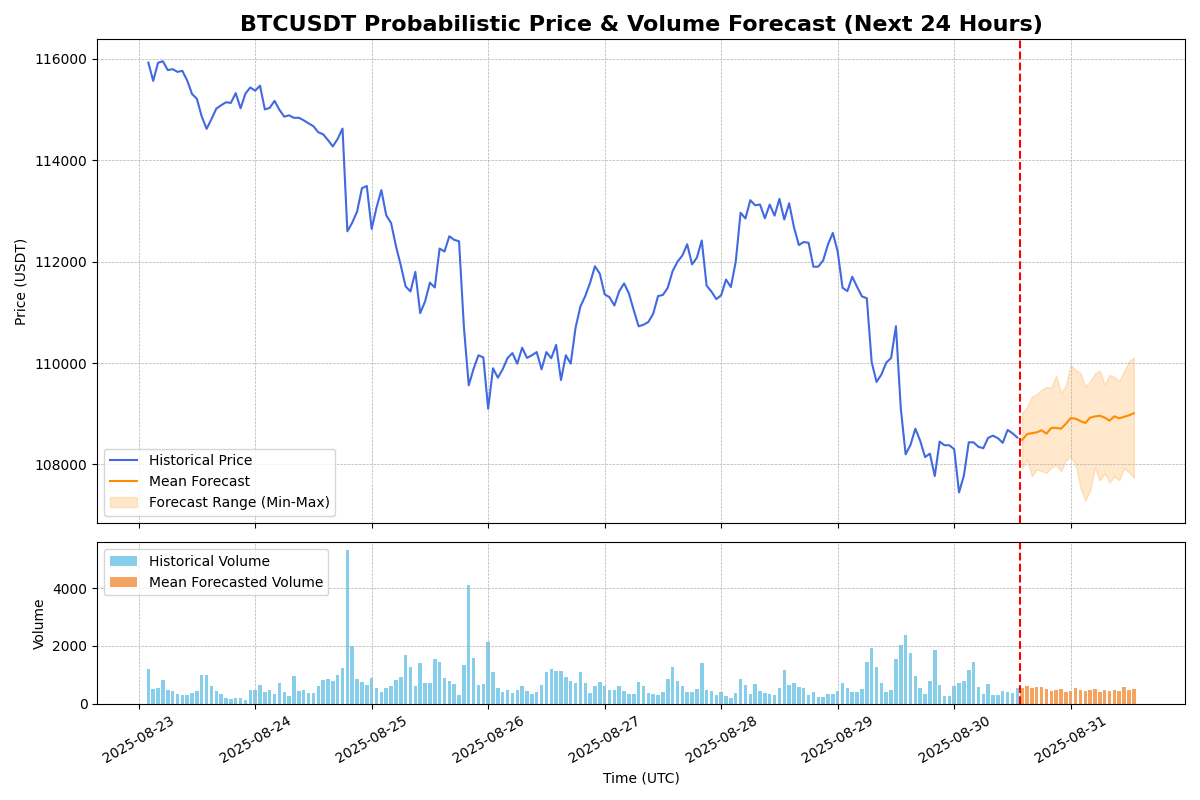 BTCUSDT Probabilistic Price & Volume Forecast (Next 24 Hours)
116000
114000
112000
110000
108000
Price (USDT)
Historical Price
Mean Forecast
Forecast Range (Min-Max)
Historical Volume
Mean Forecasted Volume
4000
2000
0
Volume
2025-08-23
2025-08-24
2025-08-25
2025-08-26
2025-08-27
2025-08-28
2025-08-29
2025-08-30
2025-08-31
Time (UTC)